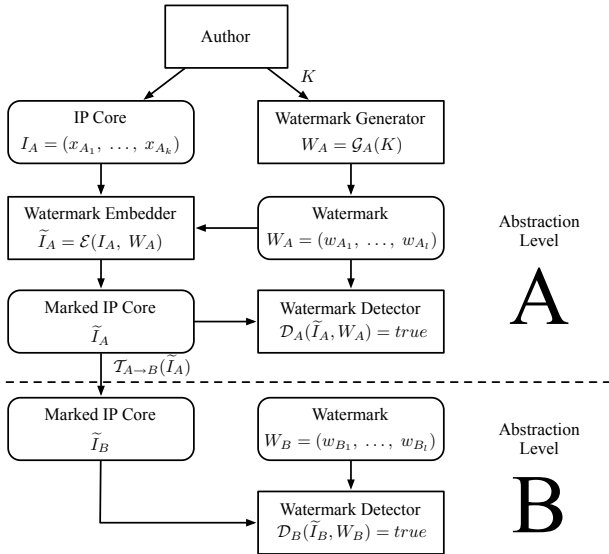 Author
K
IP Core
I_A = (x_{A_1}, ..., x_{A_k})
Watermark Generator
W_A = 𝒢_A(K)
Watermark Embedder
Ĩ_A = ℰ(I_A, W_A)
Watermark
W_A = (w_{A_1}, ..., w_{A_l})
Abstraction
Level
A
Marked IP Core
Ĩ_A
Watermark Detector
𝒟_A(Ĩ_A, W_A) = true
𝒯_{A→B}(Ĩ_A)
Marked IP Core
Ĩ_B
Watermark
W_B = (w_{B_1}, ..., w_{B_l})
Abstraction
Level
B
Watermark Detector
𝒟_B(Ĩ_B, W_B) = true